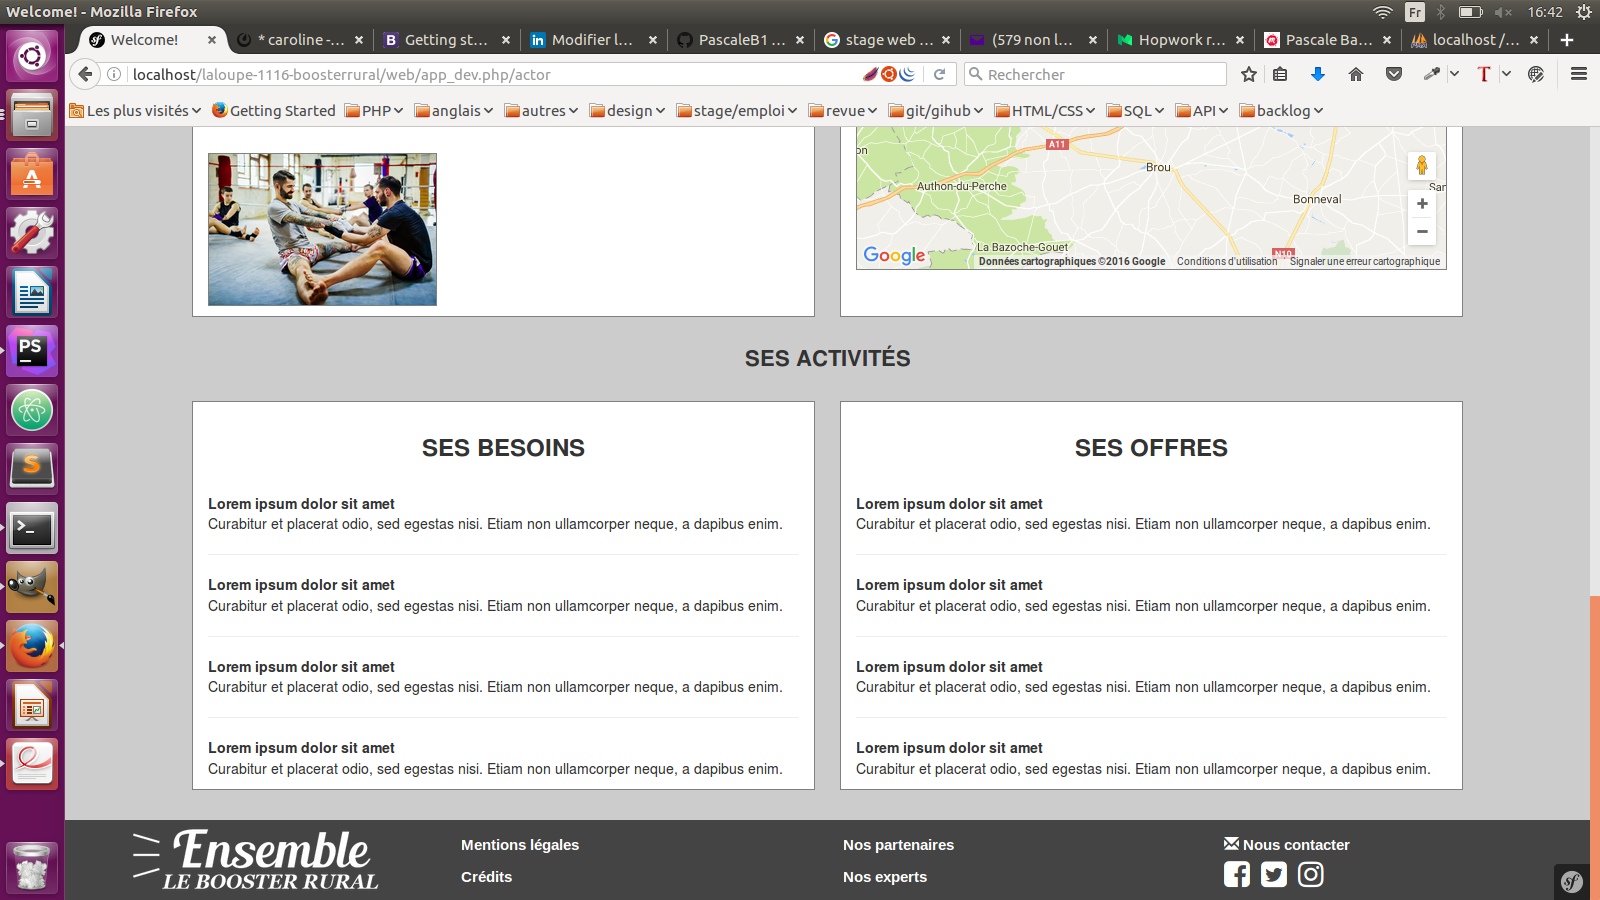 Welcome! - Mozilla Firefox
Fr
16:42
Welcome!
* caroline -...
Getting st...
Modifier l...
PascaleB1 ...
stage web ...
(579 non l...
Hopwork r...
Pascale Ba...
localhost /...
localhost/laloupe-1116-boosterrural/web/app_dev.php/actor
Rechercher
Les plus visités
Getting Started
PHP
anglais
autres
design
stage/emploi
revue
git/gihub
HTML/CSS
SQL
API
backlog
on
A11
Brou
Authon-du-Perche
San
Bonneval
La Bazoche-Gouet
N10
Google
Données cartographiques ©2016 Google
Conditions d'utilisation
Signaler une erreur cartographique
SES ACTIVITÉS
SES BESOINS
Lorem ipsum dolor sit amet
Curabitur et placerat odio, sed egestas nisi. Etiam non ullamcorper neque, a dapibus enim.
Lorem ipsum dolor sit amet
Curabitur et placerat odio, sed egestas nisi. Etiam non ullamcorper neque, a dapibus enim.
Lorem ipsum dolor sit amet
Curabitur et placerat odio, sed egestas nisi. Etiam non ullamcorper neque, a dapibus enim.
Lorem ipsum dolor sit amet
Curabitur et placerat odio, sed egestas nisi. Etiam non ullamcorper neque, a dapibus enim.
SES OFFRES
Lorem ipsum dolor sit amet
Curabitur et placerat odio, sed egestas nisi. Etiam non ullamcorper neque, a dapibus enim.
Lorem ipsum dolor sit amet
Curabitur et placerat odio, sed egestas nisi. Etiam non ullamcorper neque, a dapibus enim.
Lorem ipsum dolor sit amet
Curabitur et placerat odio, sed egestas nisi. Etiam non ullamcorper neque, a dapibus enim.
Lorem ipsum dolor sit amet
Curabitur et placerat odio, sed egestas nisi. Etiam non ullamcorper neque, a dapibus enim.
Ensemble
LE BOOSTER RURAL
Mentions légales
Crédits
Nos partenaires
Nos experts
Nous contacter